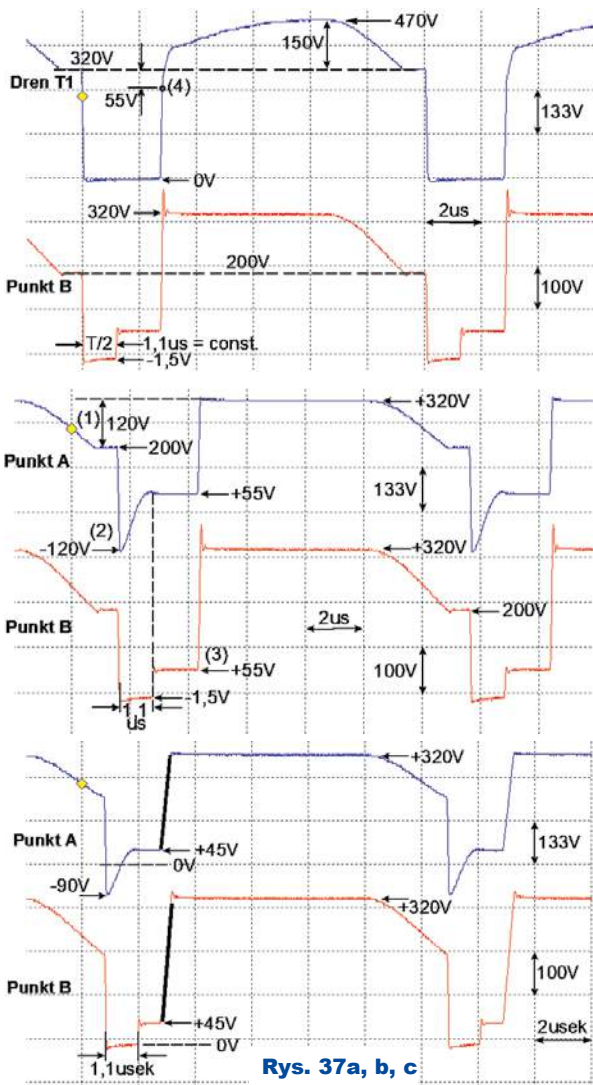 470V
150V
320V
Dren T1
55V
(4)
133V
0V
320V
2us
200V
Punkt B
100V
T/2
1,1us = const.
-1,5V
(1)
120V
+320V
200V
Punkt A
133V
+55V
(2)
-120V
+320V
2us
200V
Punkt B
(3)
100V
+55V
-1,5V
1,1
us
+320V
Punkt A
+45V
133V
0V
-90V
+320V
100V
Punkt B
+45V
0V
2usek
1,1usek
Rys. 37a, b, c